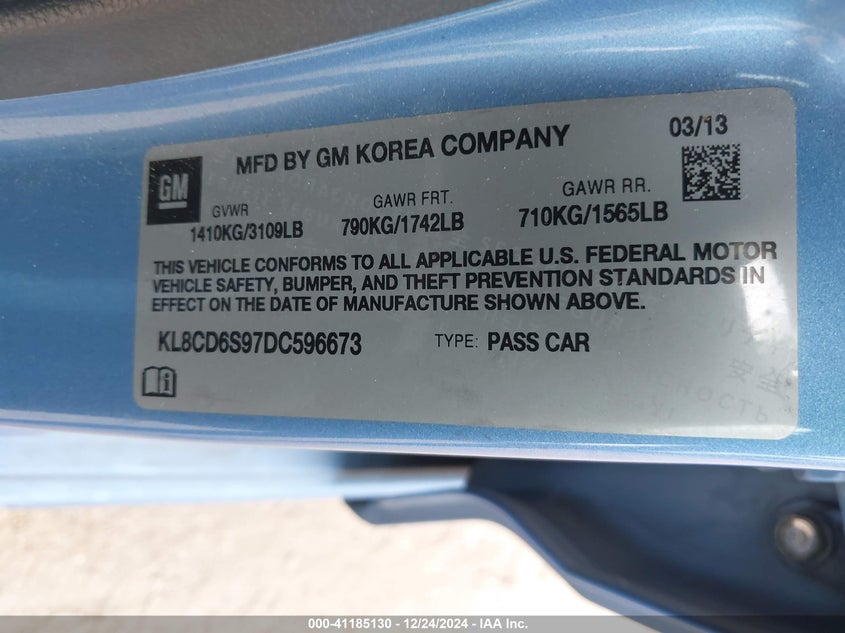 MFD BY GM KOREA COMPANY
03/13
GM
GVWR
1410KG/3109LB
GAWR FRT.
790KG/1742LB
GAWR RR.
710KG/1565LB
THIS VEHICLE CONFORMS TO ALL APPLICABLE U.S. FEDERAL MOTOR
VEHICLE SAFETY, BUMPER, AND THEFT PREVENTION STANDARDS IN
EFFECT ON THE DATE OF MANUFACTURE SHOWN ABOVE.
KL8CD6S97DC596673
TYPE: PASS CAR
000-41185130 - 12/24/2024 - IAA Inc.